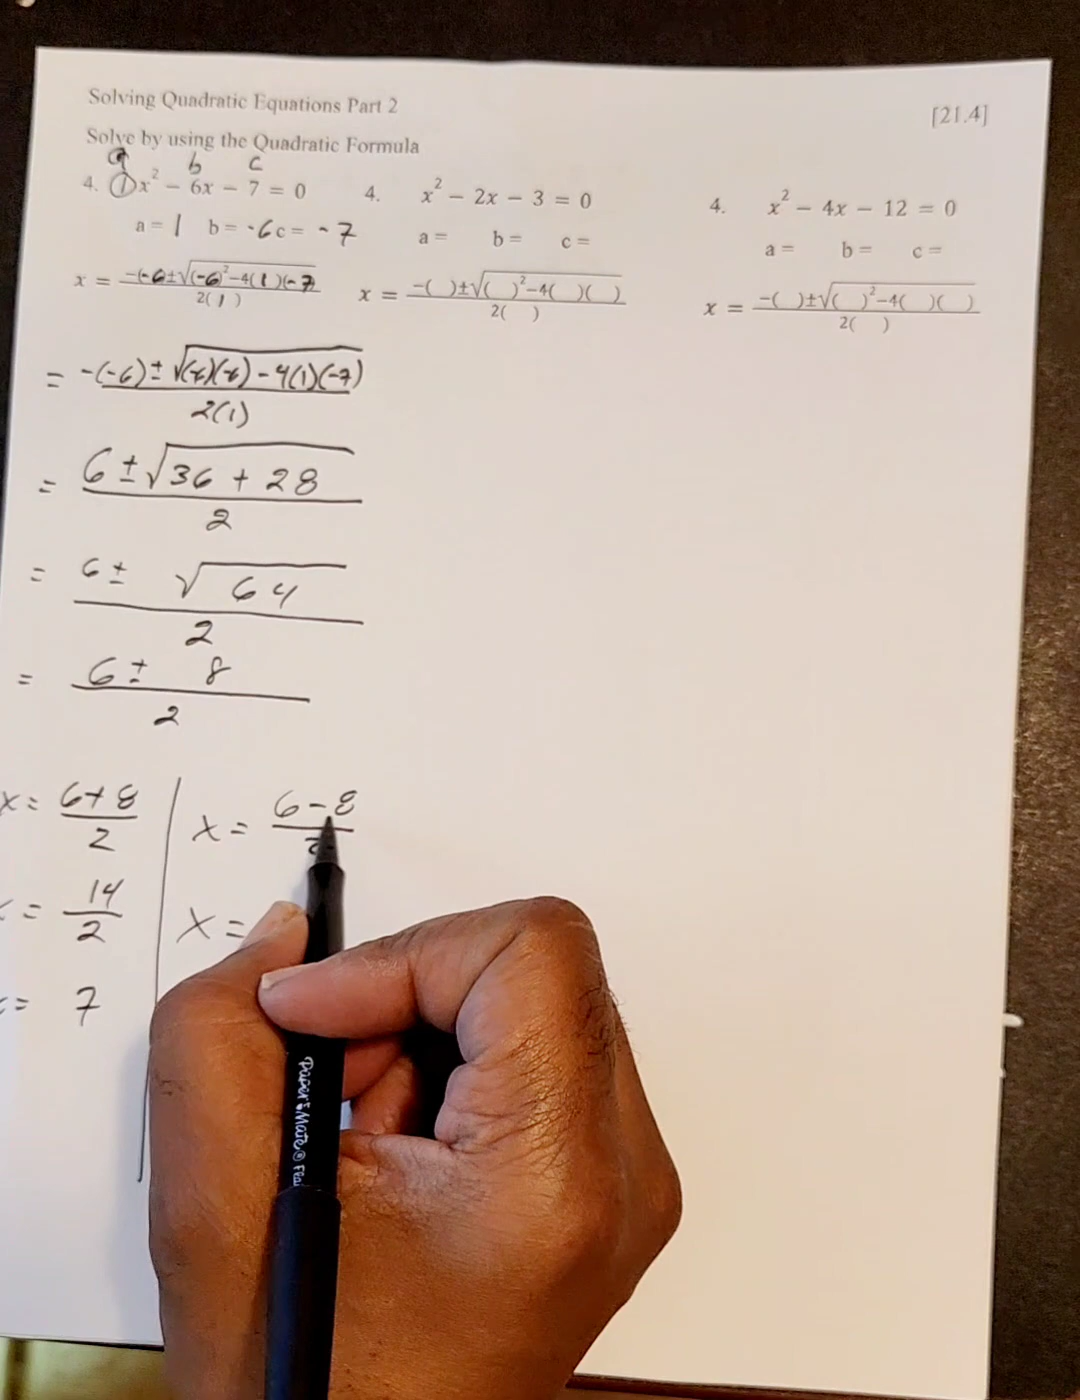 Solving Quadratic Equations Part 2
[21.4]
Solve by using the Quadratic Formula
a b c
4. 1x² − 6x − 7 = 0
a = 1 b = -6 c = -7
x = −(-6)±√(-6)²−4(1)(-7)
2(1)
= -(-6) ± √(-6)(-6) - 4(1)(-7)
2(1)
= 6 ± √36 + 28
2
= 6 ± √64
2
= 6 ± 8
2
x = 6+8
2
= 14
2
= 7
x = 6-8
x =
4. x² − 2x − 3 = 0
a = b = c =
x = −( )±√( )²−4( )( )
2( )
4. x² − 4x − 12 = 0
a = b = c =
x = −( )±√( )²−4( )( )
2( )
Paper:Mate®